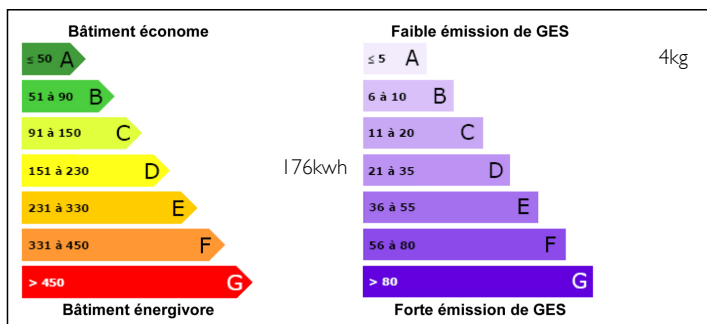 Bâtiment économe
≤ 50 A
51 à 90 B
91 à 150 C
151 à 230 D
176kwh
231 à 330 E
331 à 450 F
> 450 G
Bâtiment énergivore
Faible émission de GES
≤ 5 A
4kg
6 à 10 B
11 à 20 C
21 à 35 D
36 à 55 E
56 à 80 F
> 80 G
Forte émission de GES